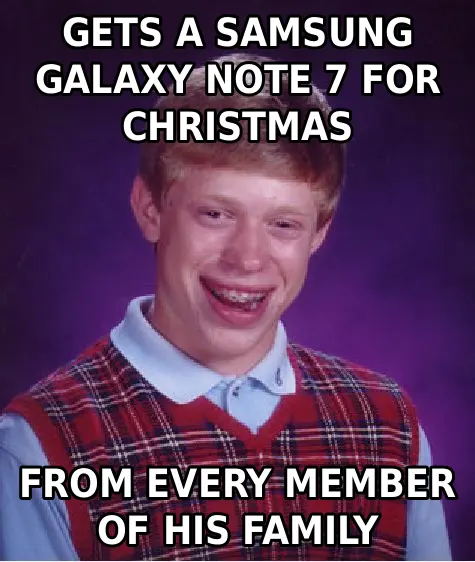 GETS A SAMSUNG
GALAXY NOTE 7 FOR
CHRISTMAS
FROM EVERY MEMBER
OF HIS FAMILY